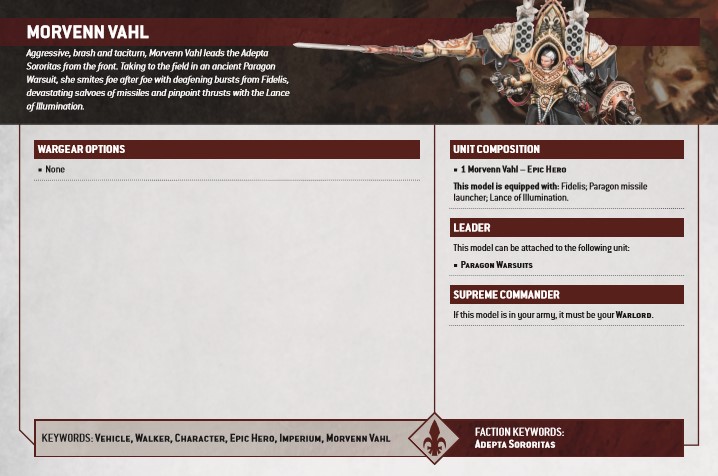 MORVENN VAHL
Aggressive, brash and taciturn, Morvenn Vahl leads the Adepta
Sororitas from the front. Taking to the field in an ancient Paragon
Warsuit, she smites foe after foe with deafening bursts from Fidelis,
devastating salvoes of missiles and pinpoint thrusts with the Lance
of Illumination.
WARGEAR OPTIONS
▪ None
UNIT COMPOSITION
▪ 1 Morvenn Vahl – Epic Hero
This model is equipped with: Fidelis; Paragon missile
launcher; Lance of Illumination.
LEADER
This model can be attached to the following unit:
▪ Paragon Warsuits
SUPREME COMMANDER
If this model is in your army, it must be your Warlord.
KEYWORDS: Vehicle, Walker, Character, Epic Hero, Imperium, Morvenn Vahl
FACTION KEYWORDS:
Adepta Sororitas